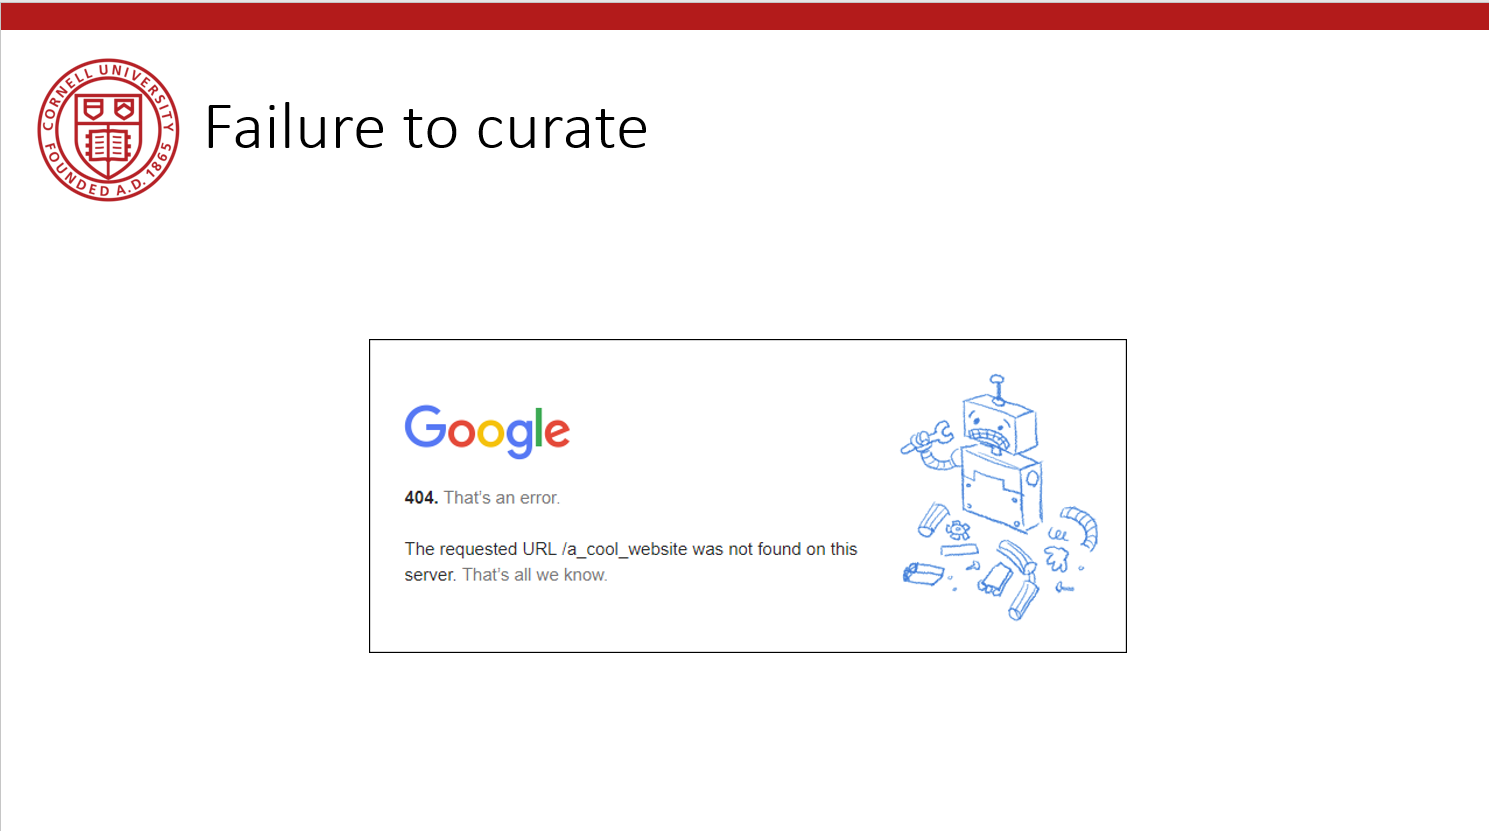 CORNELL UNIVERSITY
FOUNDED A.D. 1865
Failure to curate
Google
404. That's an error.
The requested URL /a_cool_website was not found on this
server. That's all we know.